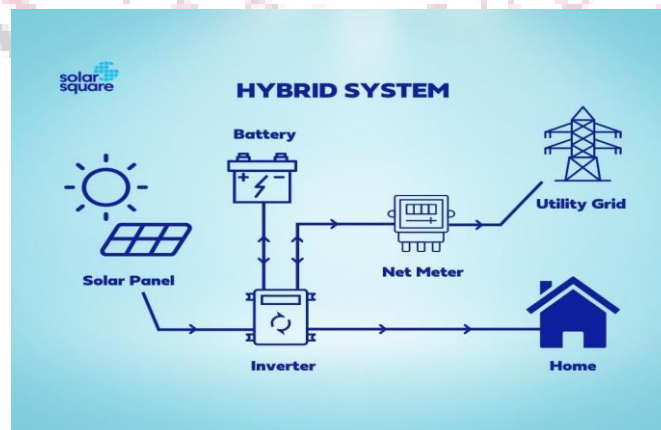 solar
square
HYBRID SYSTEM
Battery
Utility Grid
Solar Panel
Net Meter
Inverter
Home